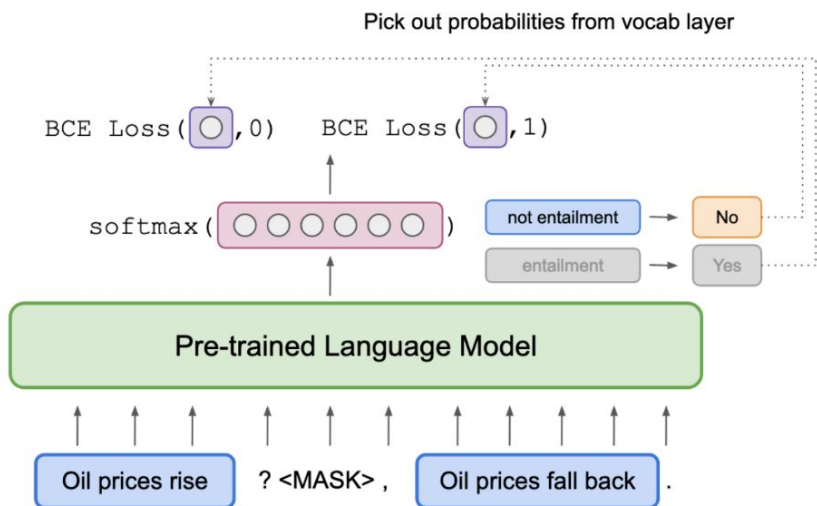 Pick out probabilities from vocab layer
BCE Loss( ,0) BCE Loss( ,1)
softmax( )
not entailment No
entailment Yes
Pre-trained Language Model
Oil prices rise ? <MASK> , Oil prices fall back .